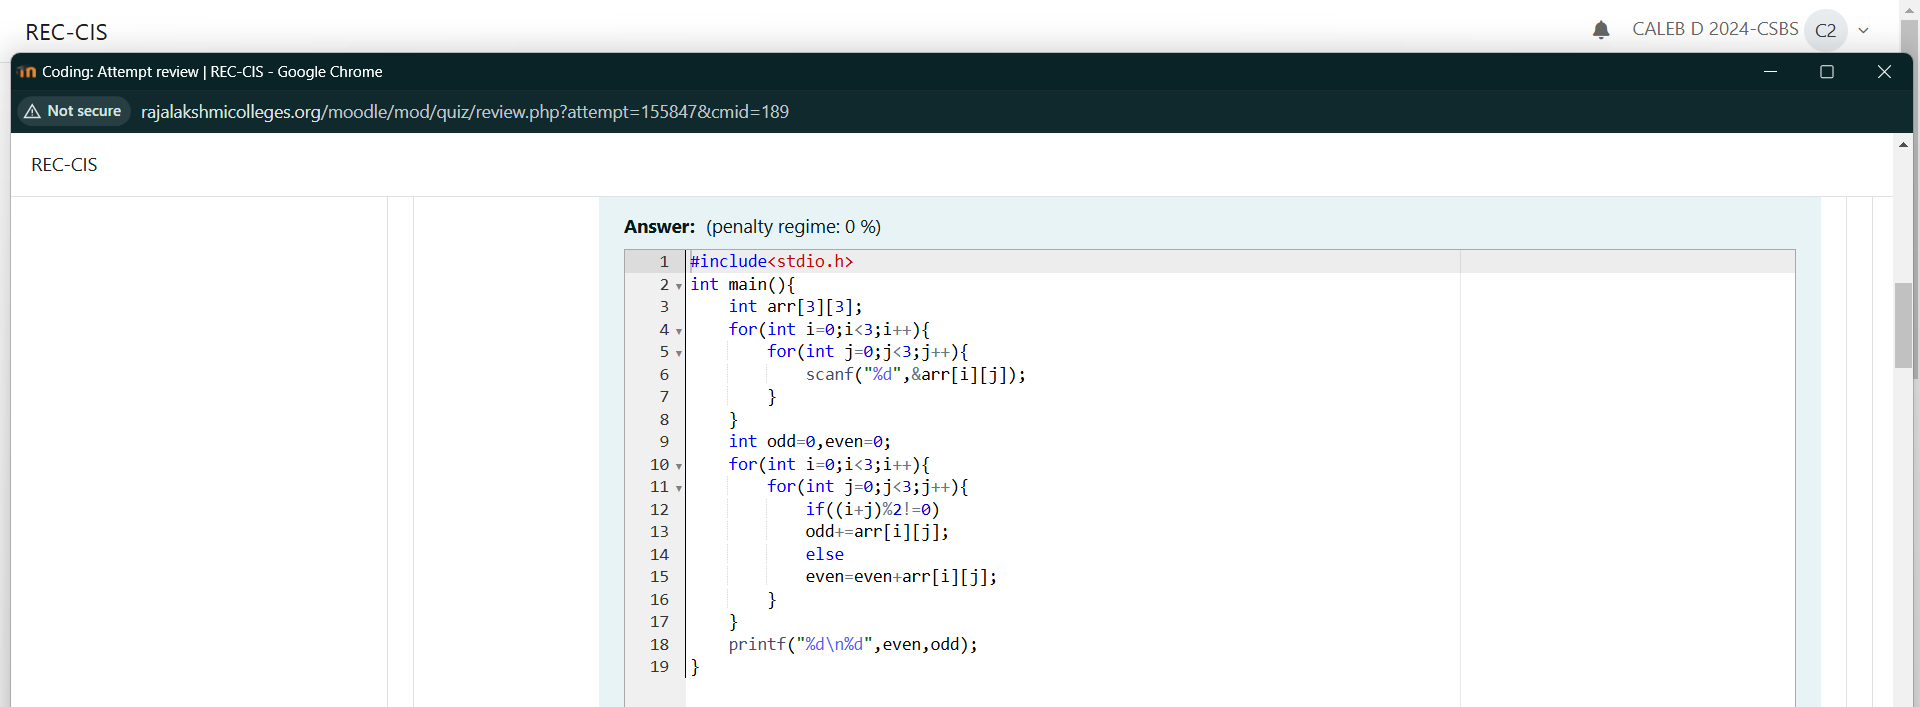 REC-CIS
CALEB D 2024-CSBS C2
in Coding: Attempt review | REC-CIS - Google Chrome
Not secure rajalakshmicolleges.org/moodle/mod/quiz/review.php?attempt=155847&cmid=189
REC-CIS
Answer: (penalty regime: 0 %)
1 #include<stdio.h>
2 int main(){
3     int arr[3][3];
4     for(int i=0;i<3;i++){
5         for(int j=0;j<3;j++){
6             scanf("%d",&arr[i][j]);
7         }
8     }
9     int odd=0,even=0;
10     for(int i=0;i<3;i++){
11         for(int j=0;j<3;j++){
12             if((i+j)%2!=0)
13             odd+=arr[i][j];
14             else
15             even=even+arr[i][j];
16         }
17     }
18     printf("%d\n%d",even,odd);
19 }